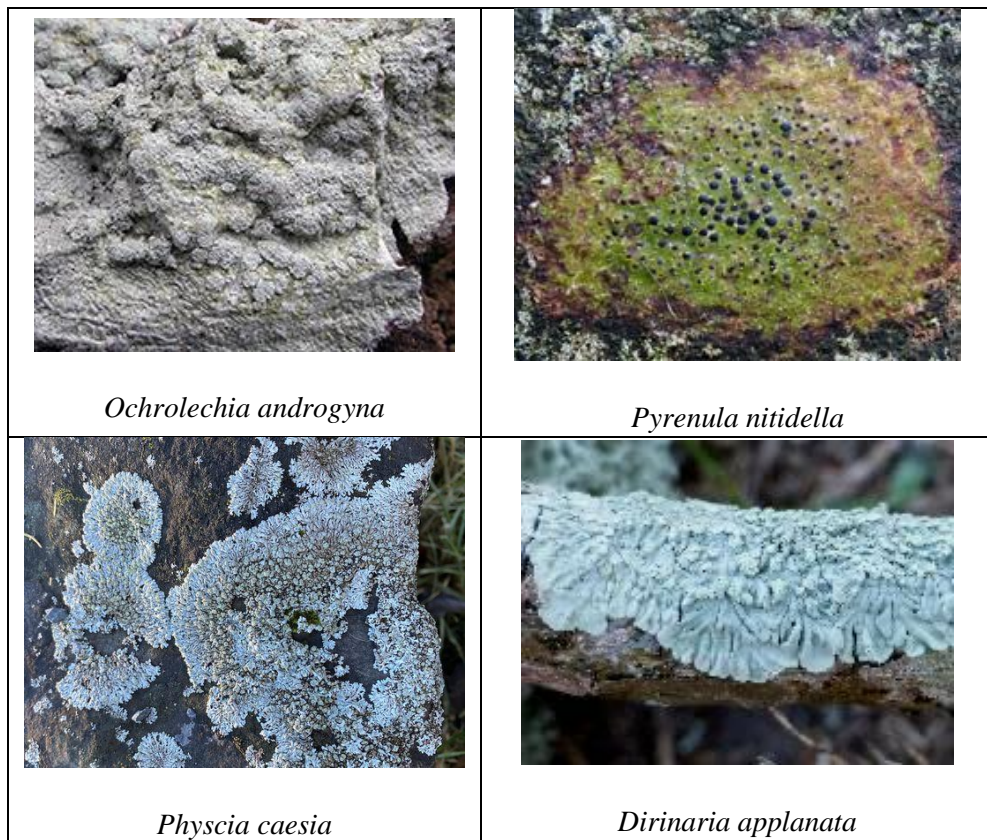 Ochrolechia androgyna
Pyrenula nitidella
Physcia caesia
Dirinaria applanata